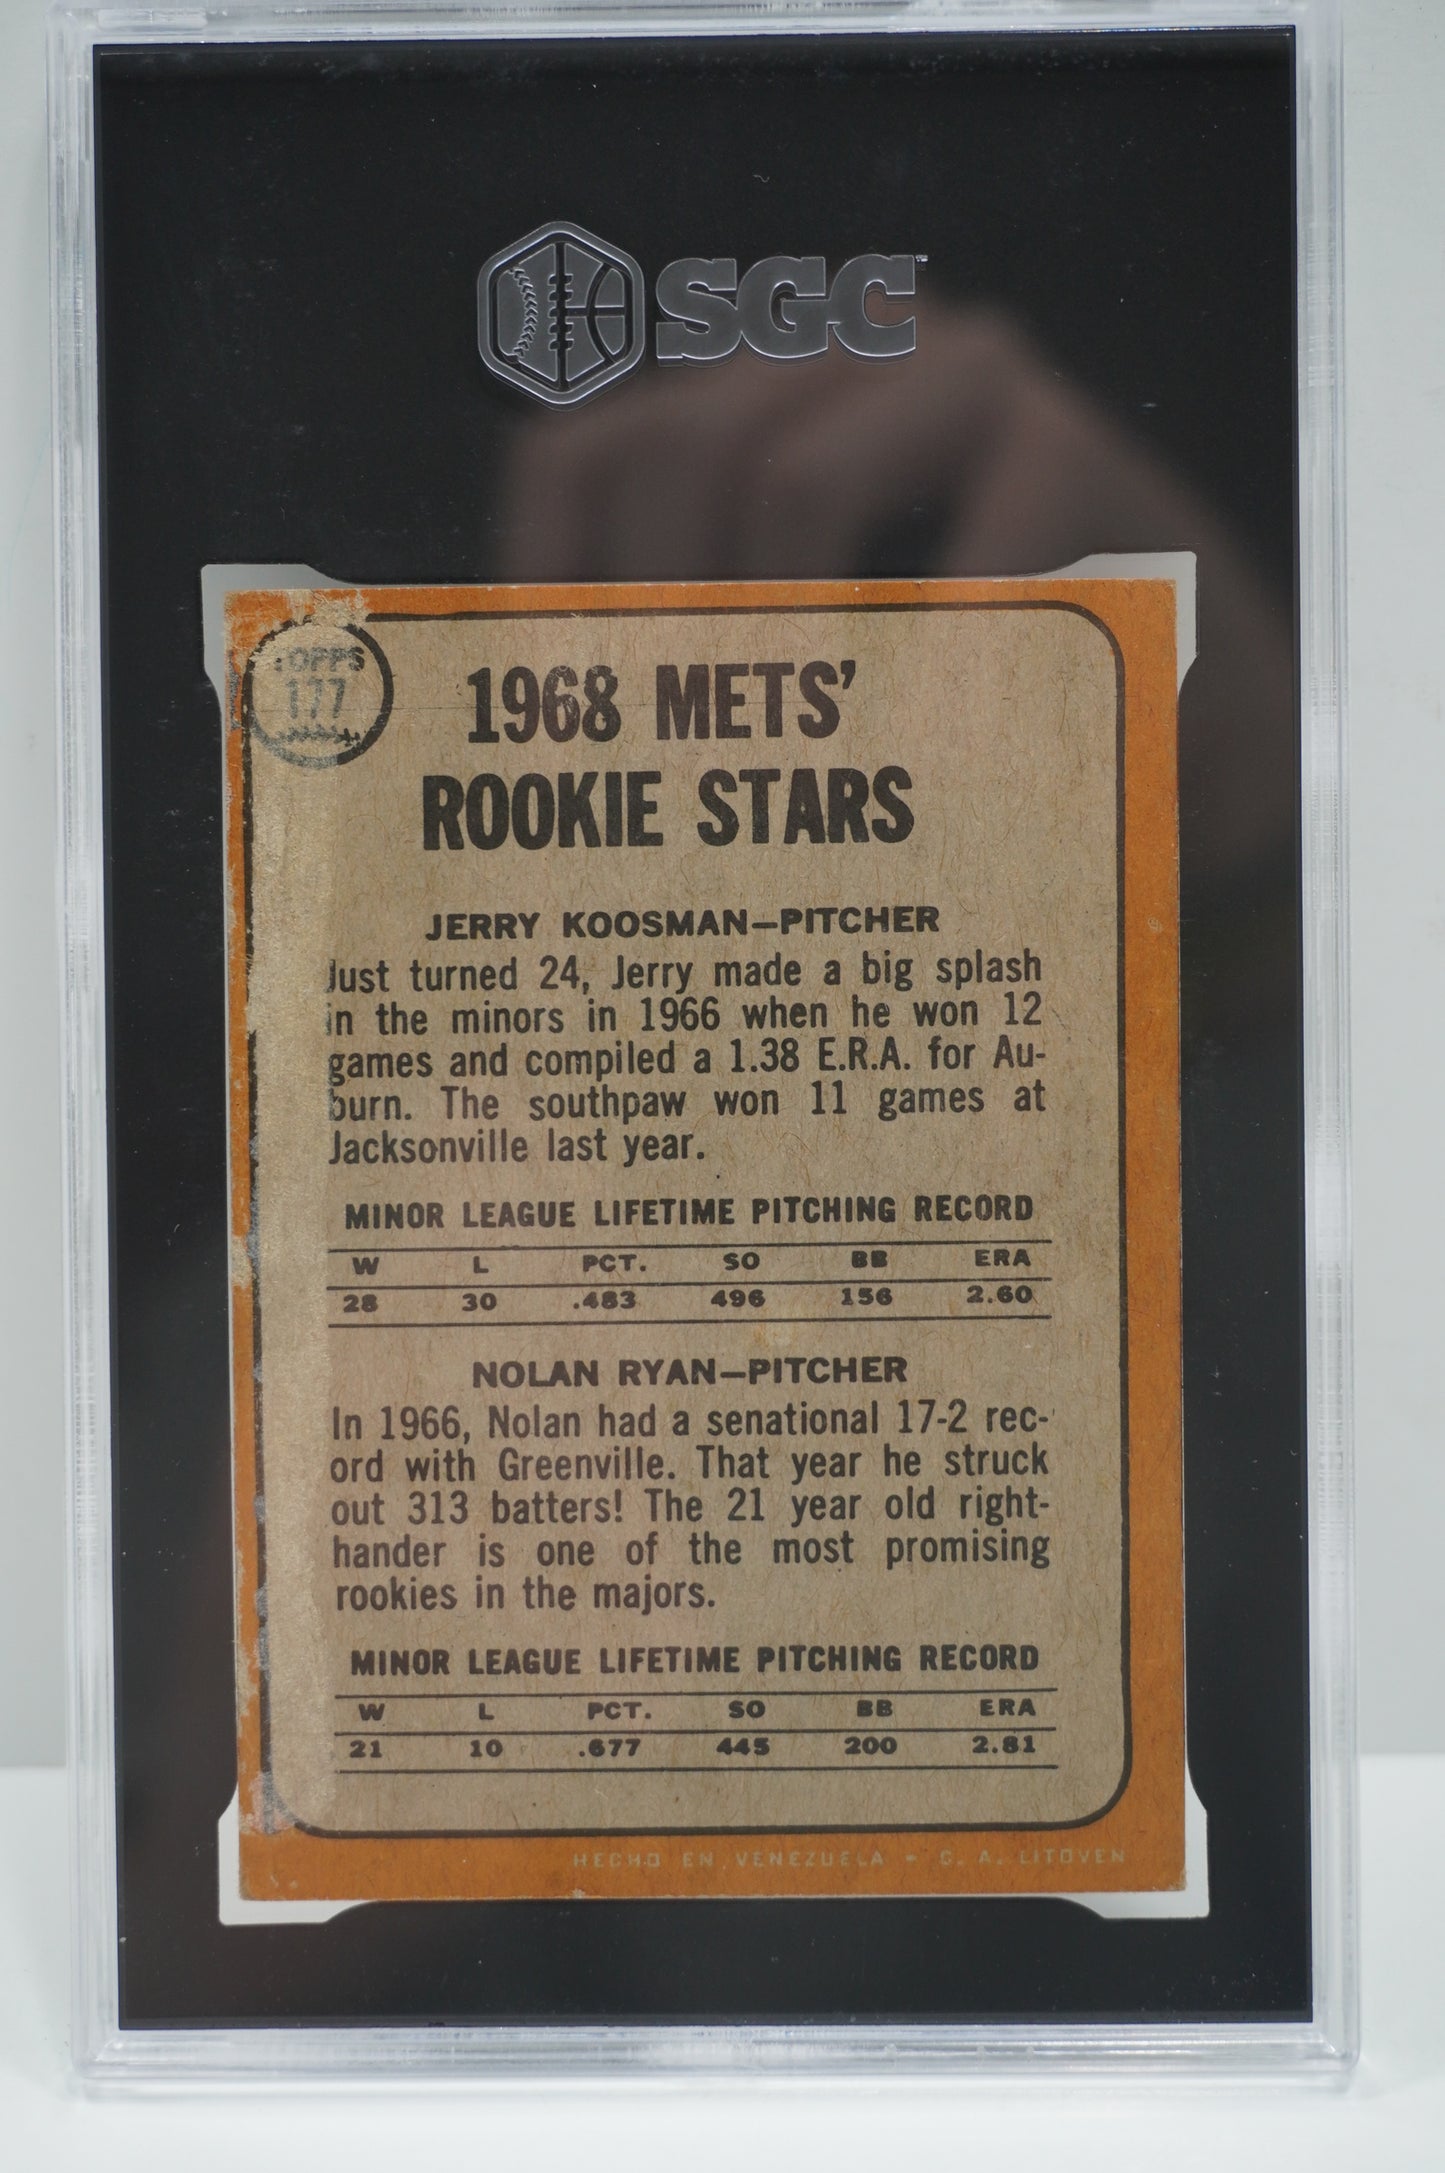 SGC™
TOPPS
177
1968 METS'
ROOKIE STARS
JERRY KOOSMAN—PITCHER
Just turned 24, Jerry made a big splash
in the minors in 1966 when he won 12
games and compiled a 1.38 E.R.A. for Au-
burn. The southpaw won 11 games at
Jacksonville last year.
MINOR LEAGUE LIFETIME PITCHING RECORD
W L PCT. SO BB ERA
28 30 .483 496 156 2.60
NOLAN RYAN—PITCHER
In 1966, Nolan had a senational 17-2 rec-
ord with Greenville. That year he struck
out 313 batters! The 21 year old right-
hander is one of the most promising
rookies in the majors.
MINOR LEAGUE LIFETIME PITCHING RECORD
W L PCT. SO BB ERA
21 10 .677 445 200 2.81
HECHO EN VENEZUELA - C. A. LITOVEN